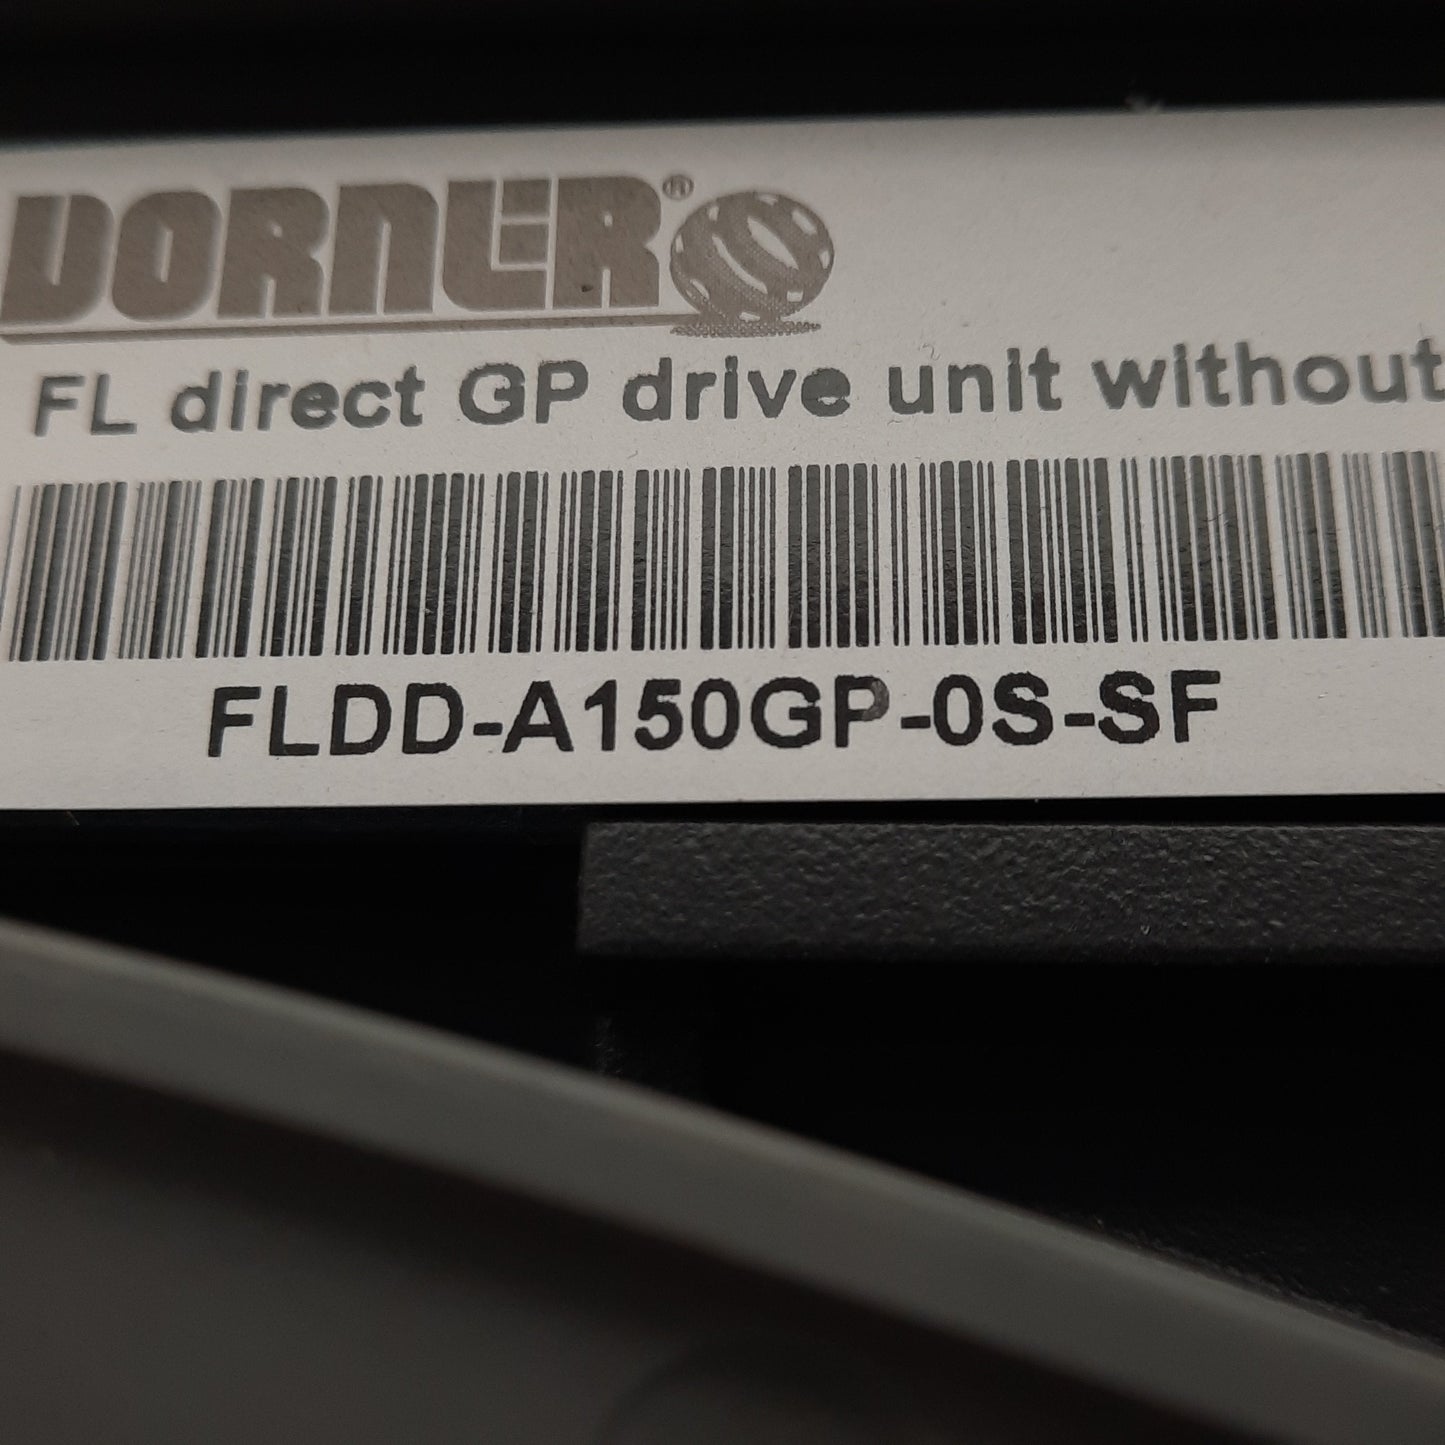 DORNER®
FL direct GP drive unit without
FLDD-A150GP-0S-SF